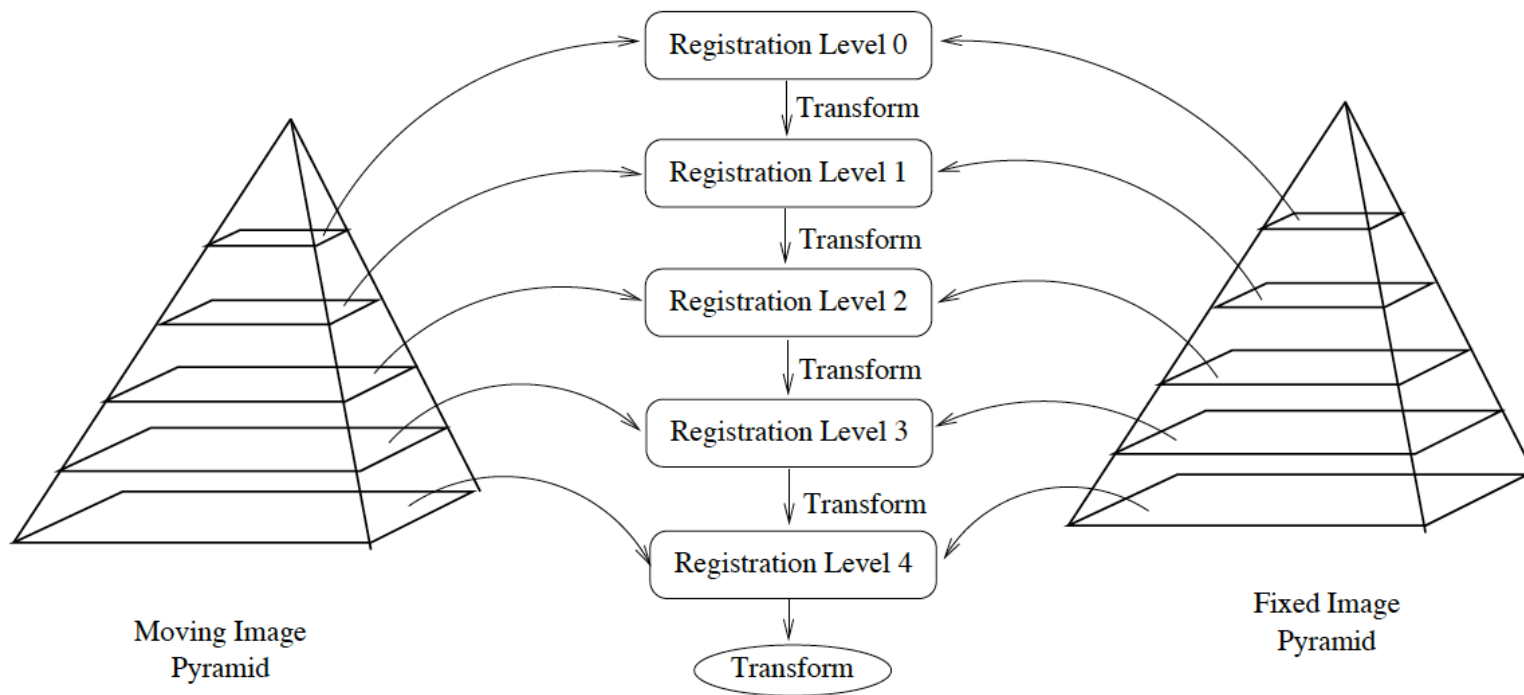 Registration Level 0
Transform
Registration Level 1
Transform
Registration Level 2
Transform
Registration Level 3
Transform
Registration Level 4
Transform
Moving Image
Pyramid
Fixed Image
Pyramid